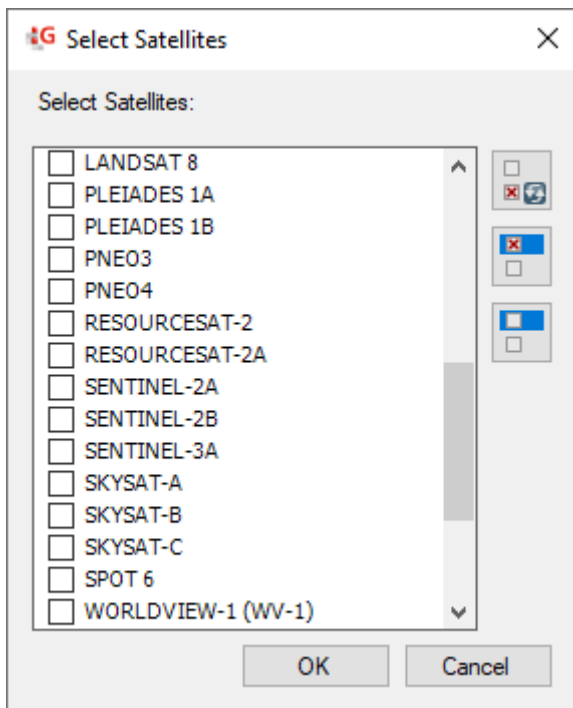 G Select Satellites
Select Satellites:
LANDSAT 8
PLEIADES 1A
PLEIADES 1B
PNEO3
PNEO4
RESOURCESAT-2
RESOURCESAT-2A
SENTINEL-2A
SENTINEL-2B
SENTINEL-3A
SKYSAT-A
SKYSAT-B
SKYSAT-C
SPOT 6
WORLDVIEW-1 (WV-1)
OK Cancel